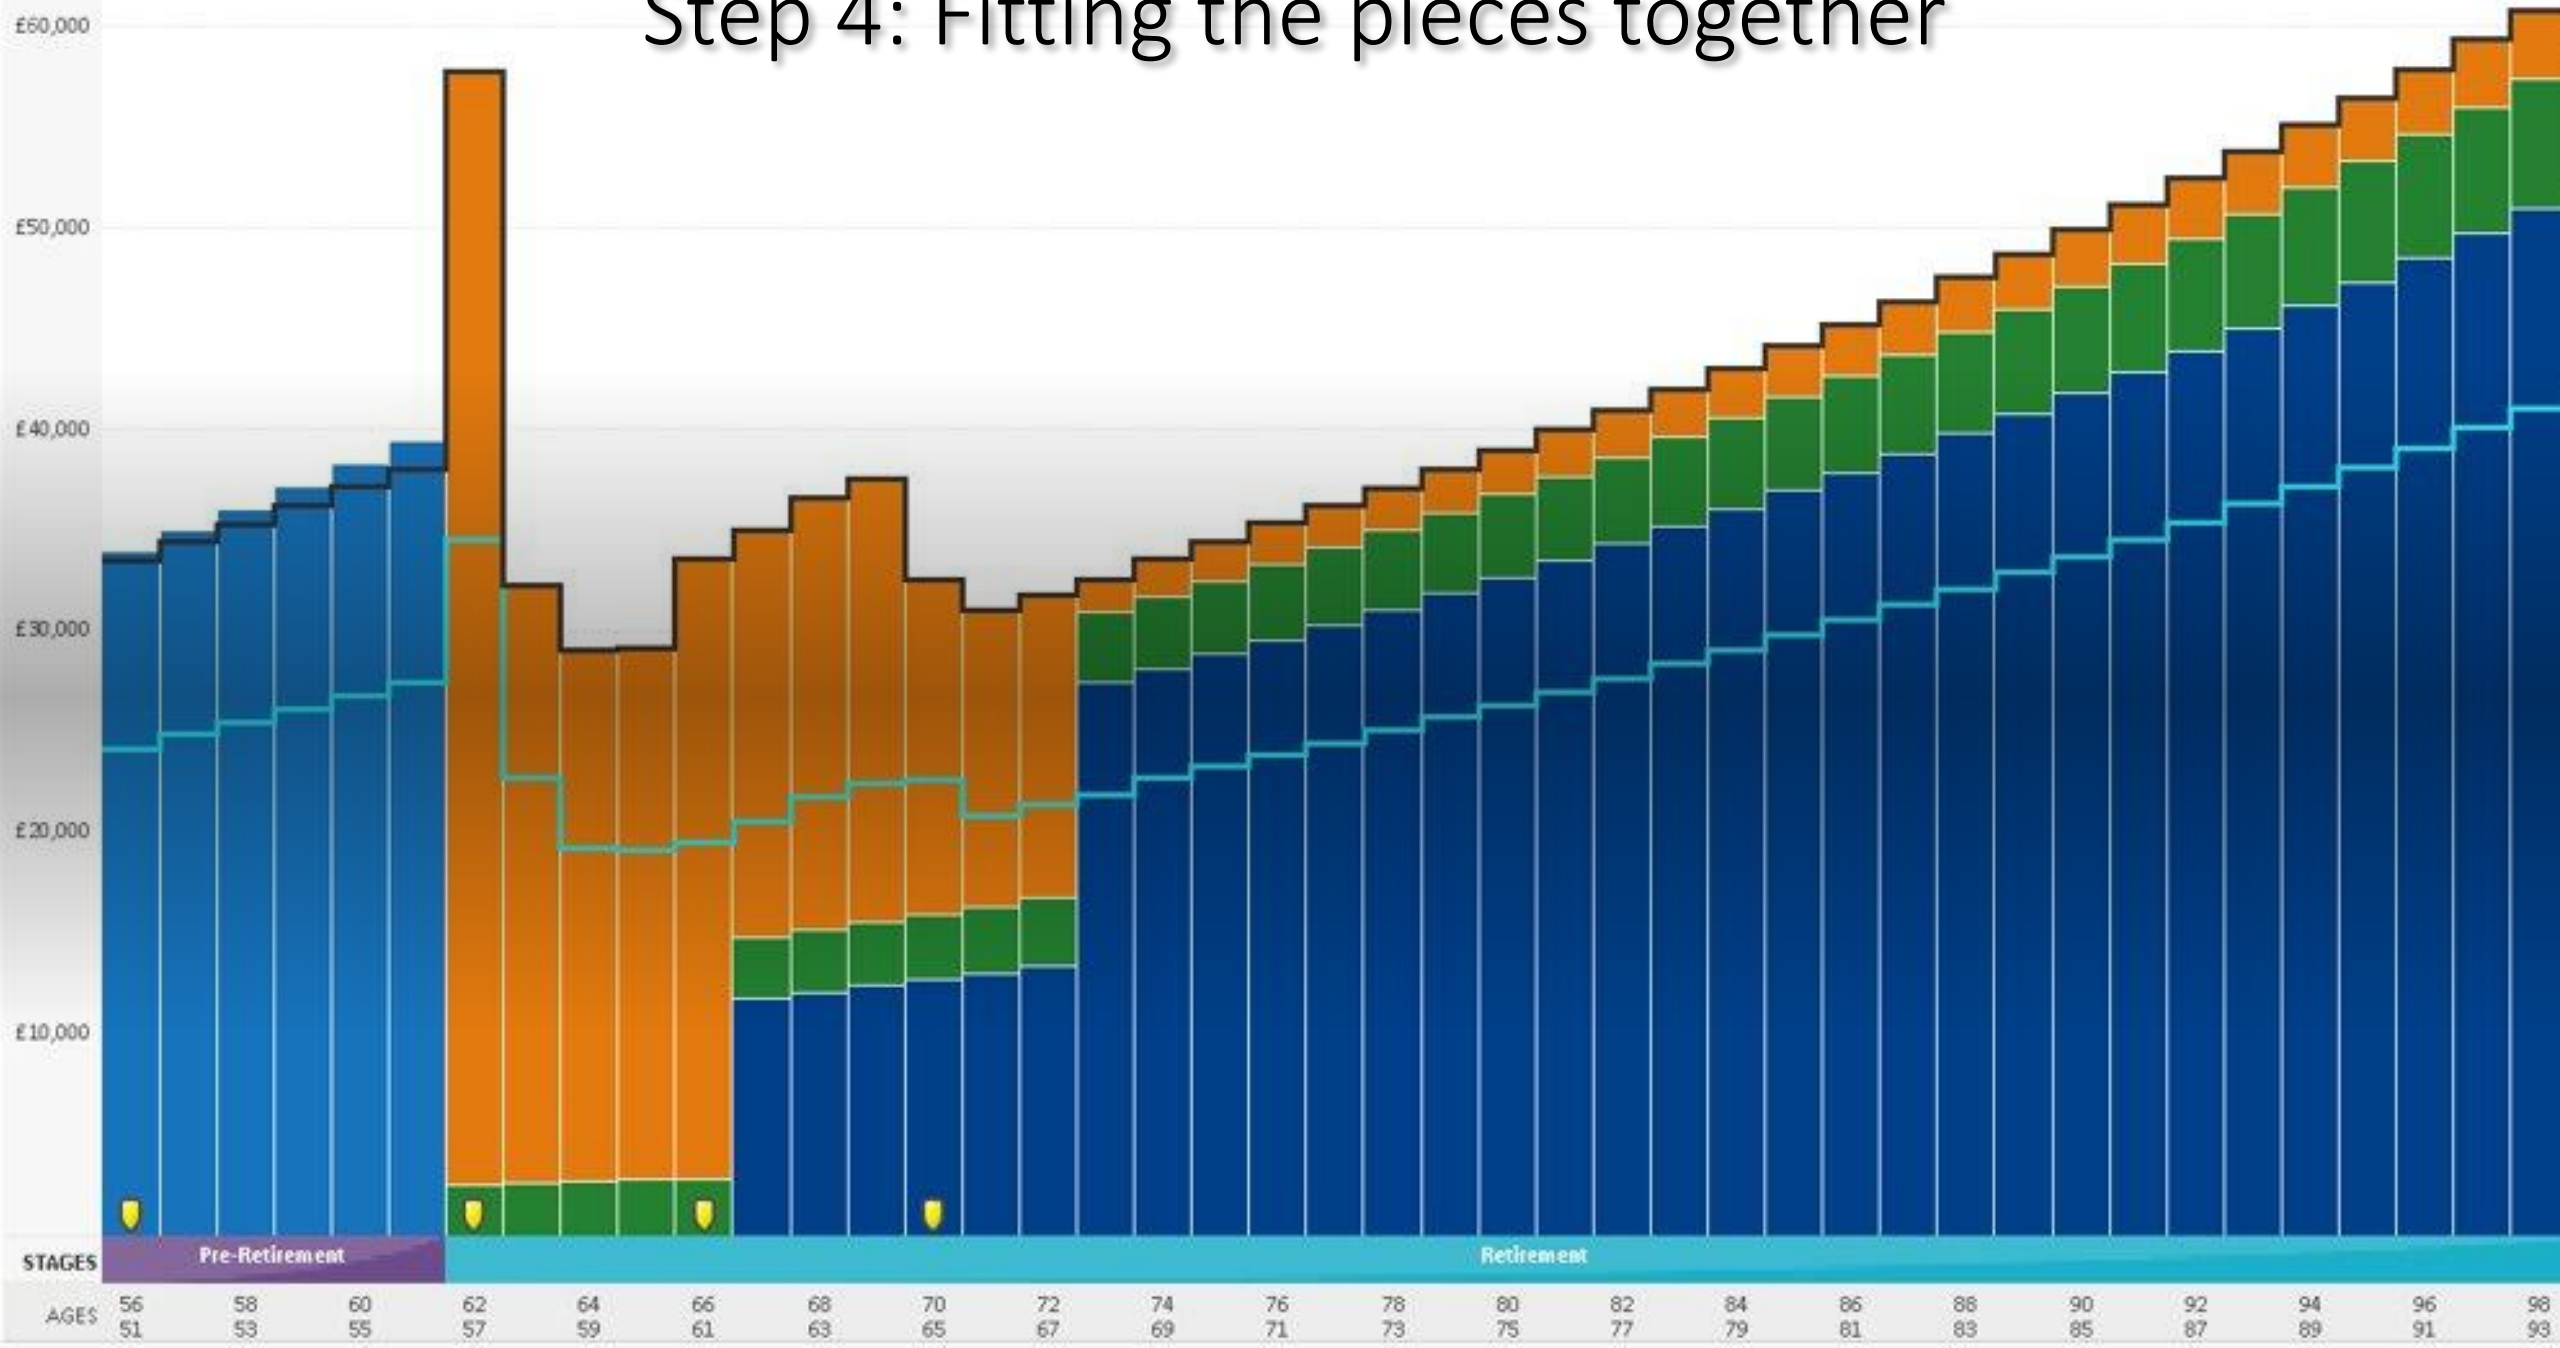 Step 4: Fitting the pieces together
£60,000
£50,000
£40,000
£30,000
£20,000
£10,000
STAGES Pre-Retirement Retirement
AGES
56 58 60 62 64 66 68 70 72 74 76 78 80 82 84 86 88 90 92 94 96 98
51 53 55 57 59 61 63 65 67 69 71 73 75 77 79 81 83 85 87 89 91 93